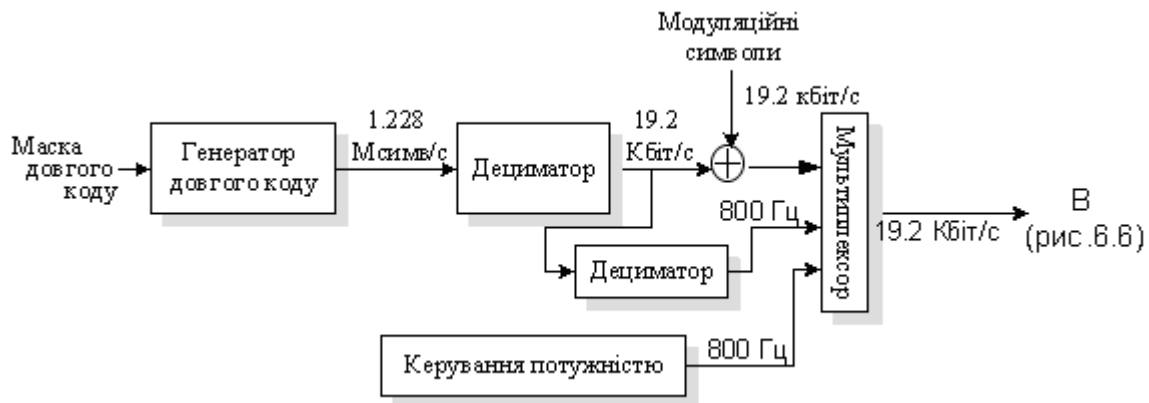 Модуляційні
символи
19.2 кбіт/с
Маска
довгого
коду
Генератор
довгого коду
1.228
Мсимв/с
Дециматор
19.2
Кбіт/с
Мультиплексор
800 Гц
Дециматор
19.2 Кбіт/с
В
(рис.6.6)
Керування потужністю
800 Гц